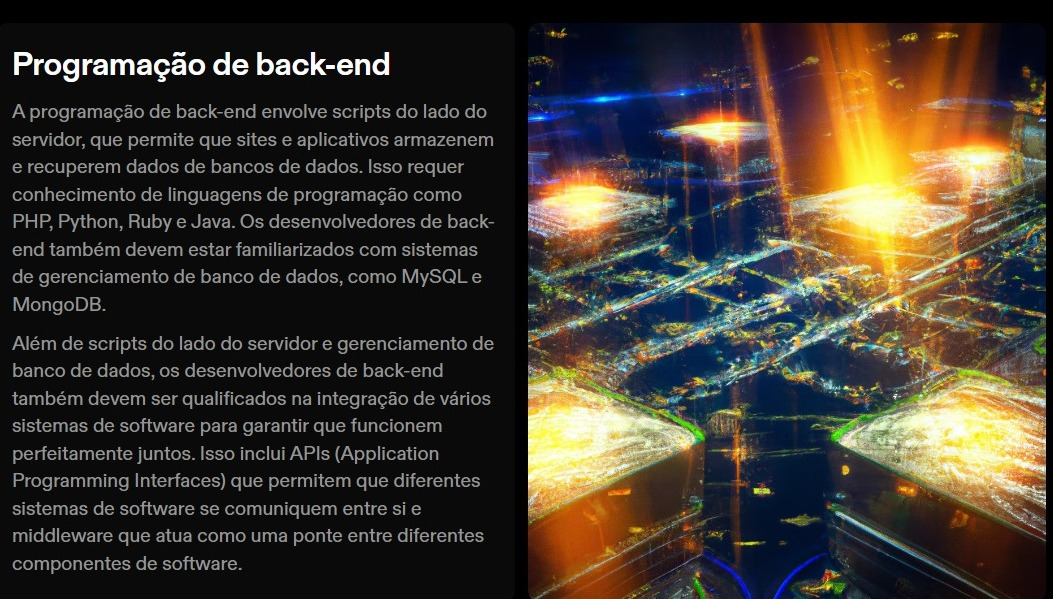 Programação de back-end
A programação de back-end envolve scripts do lado do
servidor, que permite que sites e aplicativos armazenem
e recuperem dados de bancos de dados. Isso requer
conhecimento de linguagens de programação como
PHP, Python, Ruby e Java. Os desenvolvedores de back-
end também devem estar familiarizados com sistemas
de gerenciamento de banco de dados, como MySQL e
MongoDB.
Além de scripts do lado do servidor e gerenciamento de
banco de dados, os desenvolvedores de back-end
também devem ser qualificados na integração de vários
sistemas de software para garantir que funcionem
perfeitamente juntos. Isso inclui APIs (Application
Programming Interfaces) que permitem que diferentes
sistemas de software se comuniquem entre si e
middleware que atua como uma ponte entre diferentes
componentes de software.